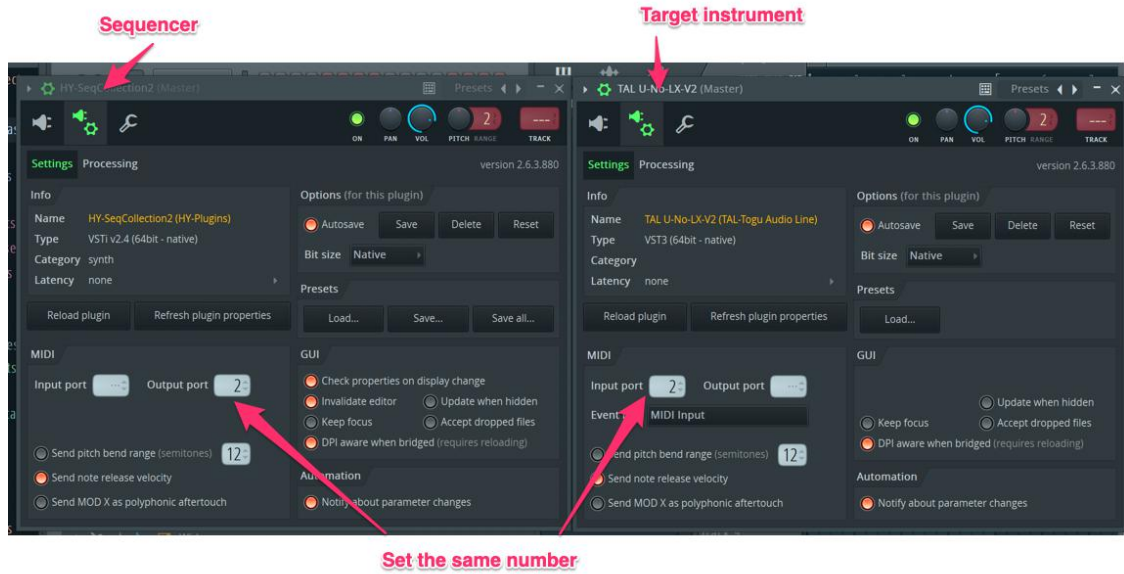 Sequencer
Target instrument
HY-SeqCollection2 (Master)
Presets
ON PAN VOL PITCH RANGE TRACK
2 ---
Settings Processing
version 2.6.3.880
Info
Name HY-SeqCollection2 (HY-Plugins)
Type VSTi v2.4 (64bit - native)
Category synth
Latency none
Options (for this plugin)
Autosave Save Delete Reset
Bit size Native
Presets
Reload plugin Refresh plugin properties
Load... Save... Save all...
MIDI
Input port --- Output port 2
Send pitch bend range (semitones) 12
Send note release velocity
Send MOD X as polyphonic aftertouch
GUI
Check properties on display change
Invalidate editor Update when hidden
Keep focus Accept dropped files
DPI aware when bridged (requires reloading)
Automation
Notify about parameter changes
TAL U-No-LX-V2 (Master)
Presets
ON PAN VOL PITCH RANGE TRACK
2 ---
Settings Processing
version 2.6.3.880
Info
Name TAL U-No-LX-V2 (TAL-Togu Audio Line)
Type VST3 (64bit - native)
Category
Latency none
Options (for this plugin)
Autosave Save Delete Reset
Bit size Native
Presets
Reload plugin Refresh plugin properties
Load...
MIDI
Input port 2 Output port ---
Event MIDI Input
Send pitch bend range (semitones) 12
Send note release velocity
Send MOD X as polyphonic aftertouch
GUI
Update when hidden
Keep focus Accept dropped files
DPI aware when bridged (requires reloading)
Automation
Notify about parameter changes
Set the same number